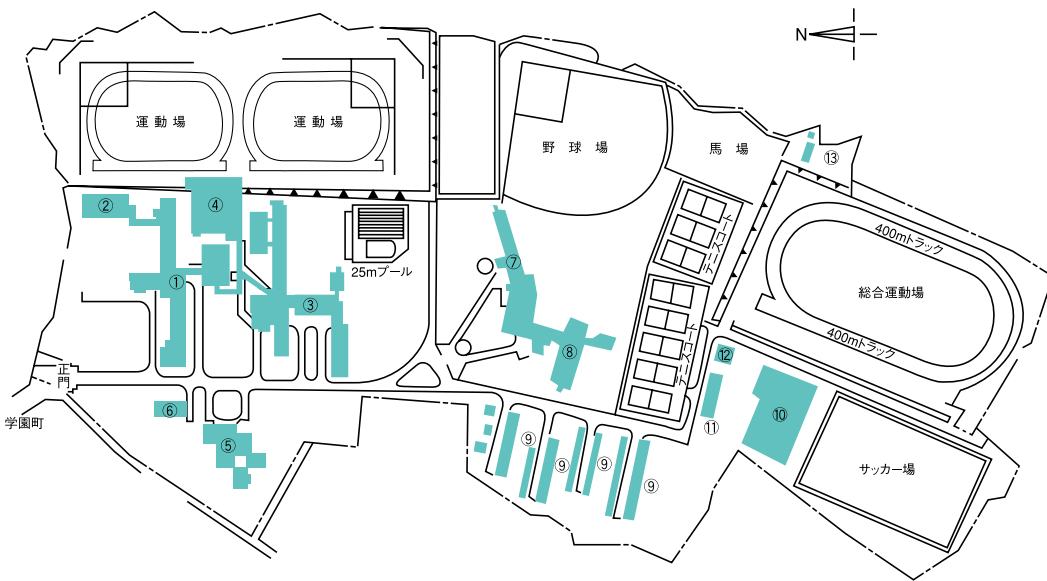 N
運動場
運動場
野球場
馬場
⑬
②
④
テニスコート
400mトラック
25mプール
⑦
①
③
総合運動場
テニスコート
400mトラック
⑧
⑫
正門
⑥
学園町
⑤
⑩
⑪
⑨
⑨
⑨
⑨
サッカー場